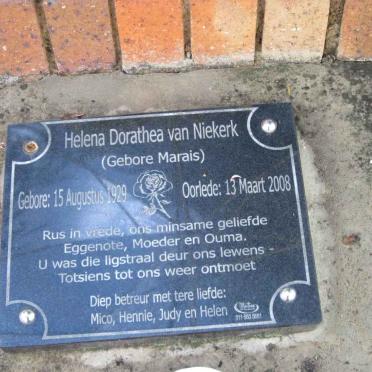 Helena Dorathea van Niekerk
(Gebore Marais)
Gebore: 15 Augustus 1929 Oorlede: 13 Maart 2008
Rus in vrede, ons minsame geliefde
Eggenote, Moeder en Ouma.
U was die ligstraal deur ons lewens -
Totsiens tot ons weer ontmoet
Diep betreur met tere liefde:
Mico, Hennie, Judy en Helen